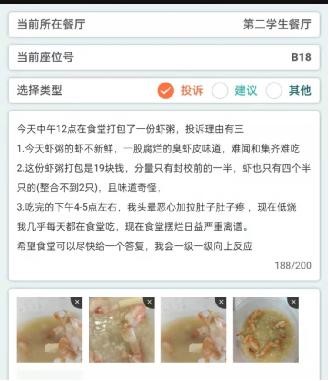 当前所在餐厅 第二学生餐厅
当前座位号 B18
选择类型 投诉 建议 其他
今天中午12点在食堂打包了一份虾粥，投诉理由有三
1.今天虾粥的虾不新鲜，一股腐烂的臭虾皮味道，难闻和集齐难吃
2.这份虾粥打包是19块钱，分量只有封校前的一半，虾也只有四个半
只的(整合不到2只)，且味道奇怪．
3.吃完的下午4-5点左右，我头晕恶心加拉肚子肚子疼，现在低烧
我几乎每天都在食堂吃，现在食堂摆烂日益严重离谱。
希望食堂可以尽快给一个答复，我会一级一级向上反应
188/200